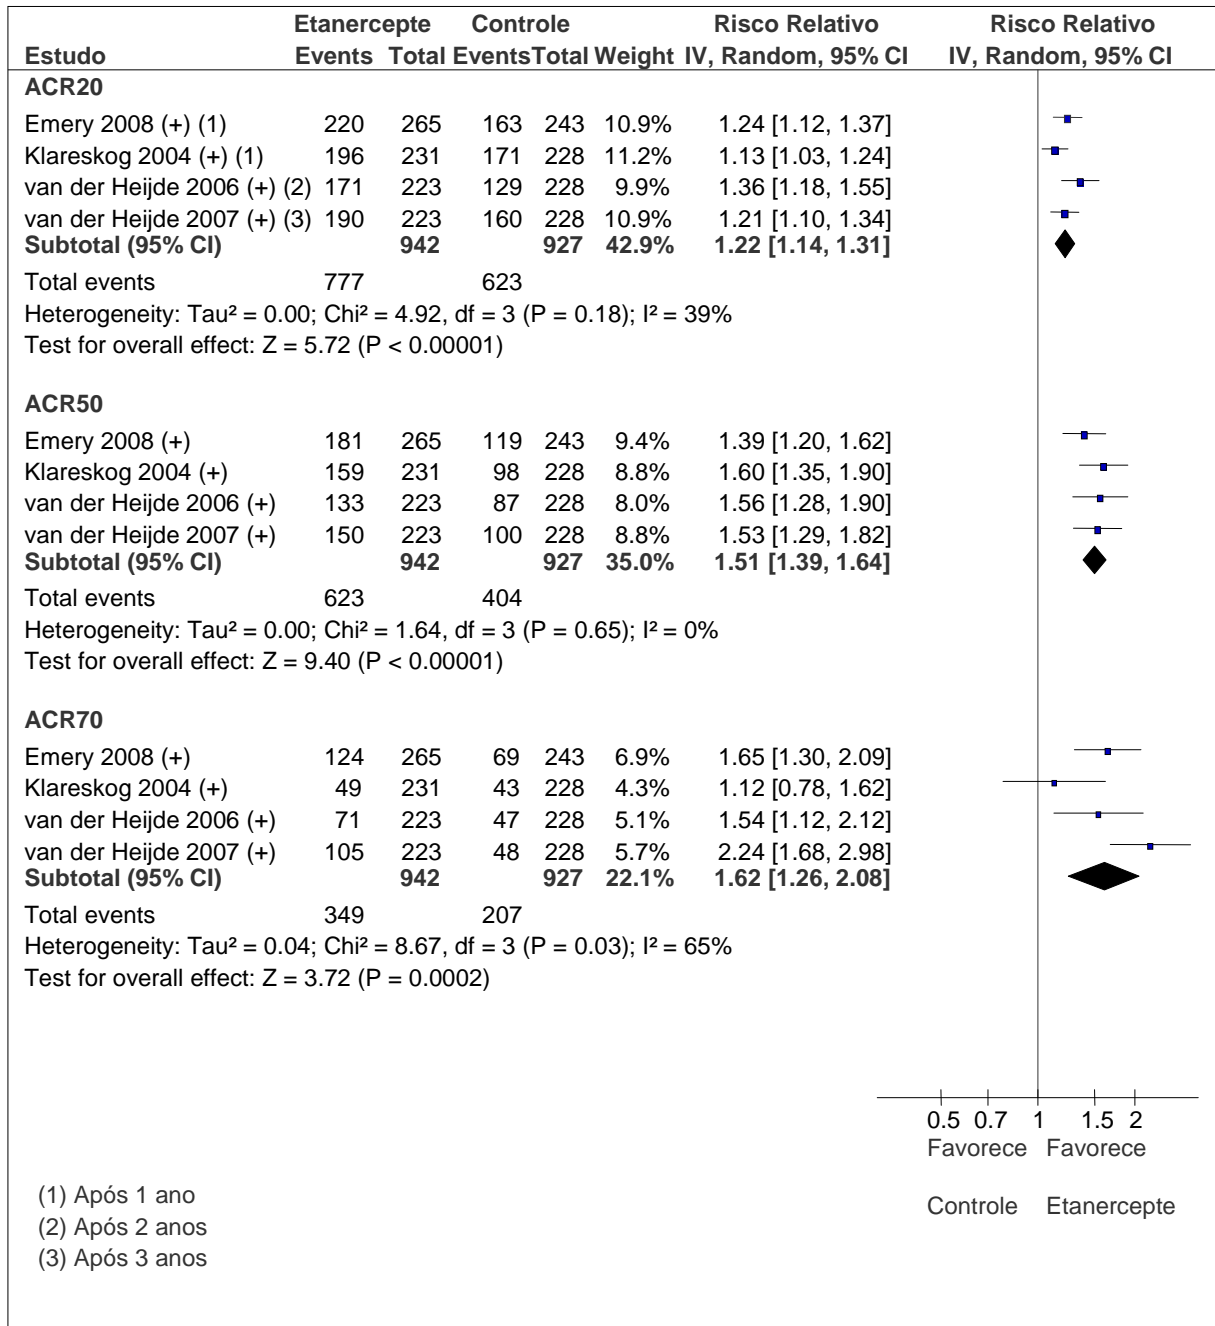 Etanercepte Controle Risco Relativo Risco Relativo
Estudo Events Total Events Total Weight IV, Random, 95% CI IV, Random, 95% CI
ACR20
Emery 2008 (+) (1) 220 265 163 243 10.9% 1.24 [1.12, 1.37]
Klareskog 2004 (+) (1) 196 231 171 228 11.2% 1.13 [1.03, 1.24]
van der Heijde 2006 (+) (2) 171 223 129 228 9.9% 1.36 [1.18, 1.55]
van der Heijde 2007 (+) (3) 190 223 160 228 10.9% 1.21 [1.10, 1.34]
Subtotal (95% CI) 942 927 42.9% 1.22 [1.14, 1.31]
Total events 777 623
Heterogeneity: Tau² = 0.00; Chi² = 4.92, df = 3 (P = 0.18); I² = 39%
Test for overall effect: Z = 5.72 (P < 0.00001)
ACR50
Emery 2008 (+) 181 265 119 243 9.4% 1.39 [1.20, 1.62]
Klareskog 2004 (+) 159 231 98 228 8.8% 1.60 [1.35, 1.90]
van der Heijde 2006 (+) 133 223 87 228 8.0% 1.56 [1.28, 1.90]
van der Heijde 2007 (+) 150 223 100 228 8.8% 1.53 [1.29, 1.82]
Subtotal (95% CI) 942 927 35.0% 1.51 [1.39, 1.64]
Total events 623 404
Heterogeneity: Tau² = 0.00; Chi² = 1.64, df = 3 (P = 0.65); I² = 0%
Test for overall effect: Z = 9.40 (P < 0.00001)
ACR70
Emery 2008 (+) 124 265 69 243 6.9% 1.65 [1.30, 2.09]
Klareskog 2004 (+) 49 231 43 228 4.3% 1.12 [0.78, 1.62]
van der Heijde 2006 (+) 71 223 47 228 5.1% 1.54 [1.12, 2.12]
van der Heijde 2007 (+) 105 223 48 228 5.7% 2.24 [1.68, 2.98]
Subtotal (95% CI) 942 927 22.1% 1.62 [1.26, 2.08]
Total events 349 207
Heterogeneity: Tau² = 0.04; Chi² = 8.67, df = 3 (P = 0.03); I² = 65%
Test for overall effect: Z = 3.72 (P = 0.0002)
0.5 0.7 1 1.5 2
Favorece Favorece
Controle Etanercepte
(1) Após 1 ano
(2) Após 2 anos
(3) Após 3 anos